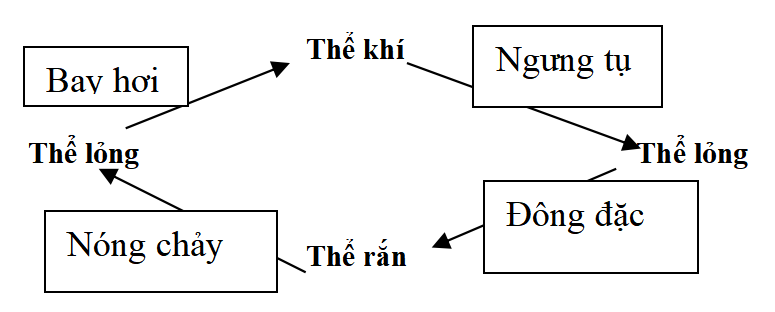 Thể khí
Bay hơi
Ngưng tụ
Thể lỏng
Thể lỏng
Nóng chảy
Đông đặc
Thể rắn